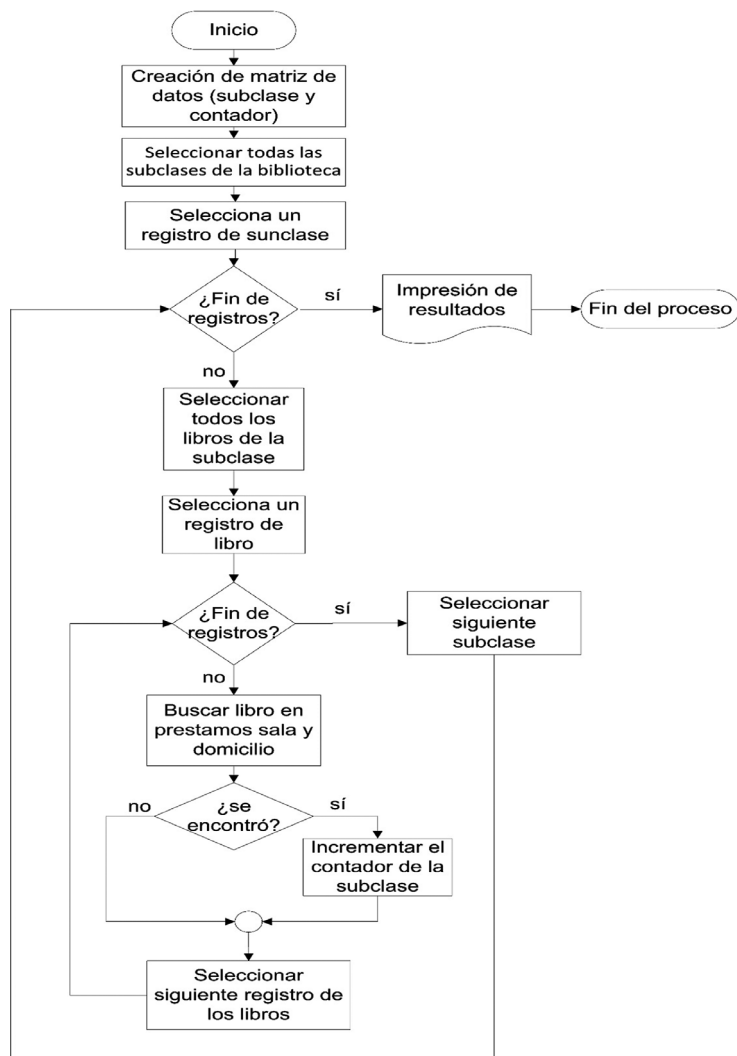 Inicio
Creación de matriz de
datos (subclase y
contador)
Seleccionar todas las
subclases de la biblioteca
Selecciona un
registro de sunclase
¿Fin de
registros?
sí
Impresión de
resultados
Fin del proceso
no
Seleccionar
todos los
libros de la
subclase
Selecciona un
registro de
libro
¿Fin de
registros?
sí
Seleccionar
siguiente
subclase
no
Buscar libro en
prestamos sala y
domicilio
no
¿se
encontró?
sí
Incrementar el
contador de la
subclase
Seleccionar
siguiente registro de
los libros